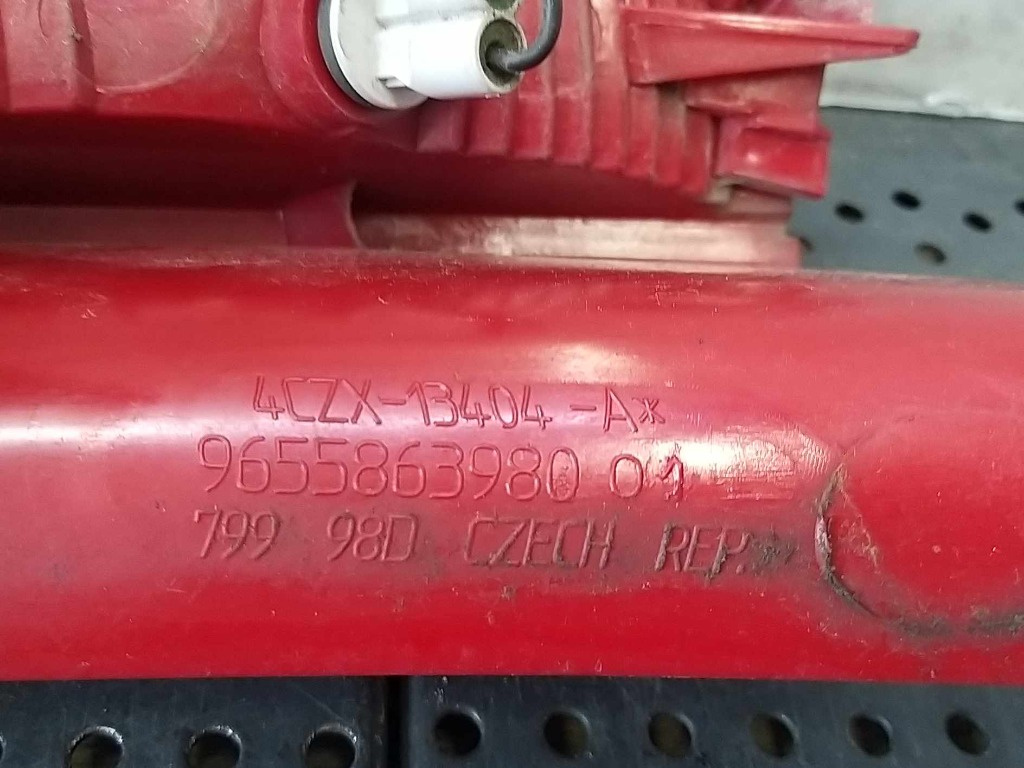 4CZX-13404-A*
9655863980 01
799 98D CZECH REP.